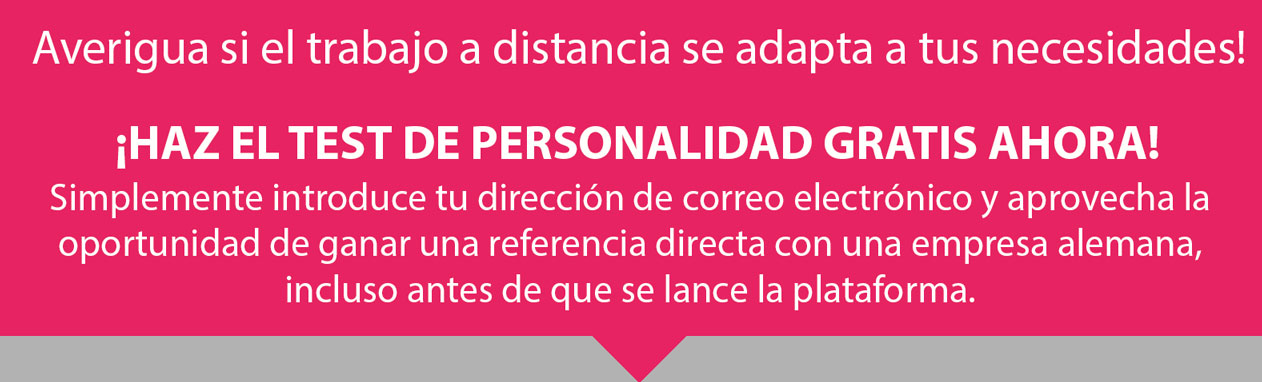 Averigua si el trabajo a distancia se adapta a tus necesidades!
¡HAZ EL TEST DE PERSONALIDAD GRATIS AHORA!
Simplemente introduce tu dirección de correo electrónico y aprovecha la
oportunidad de ganar una referencia directa con una empresa alemana,
incluso antes de que se lance la plataforma.